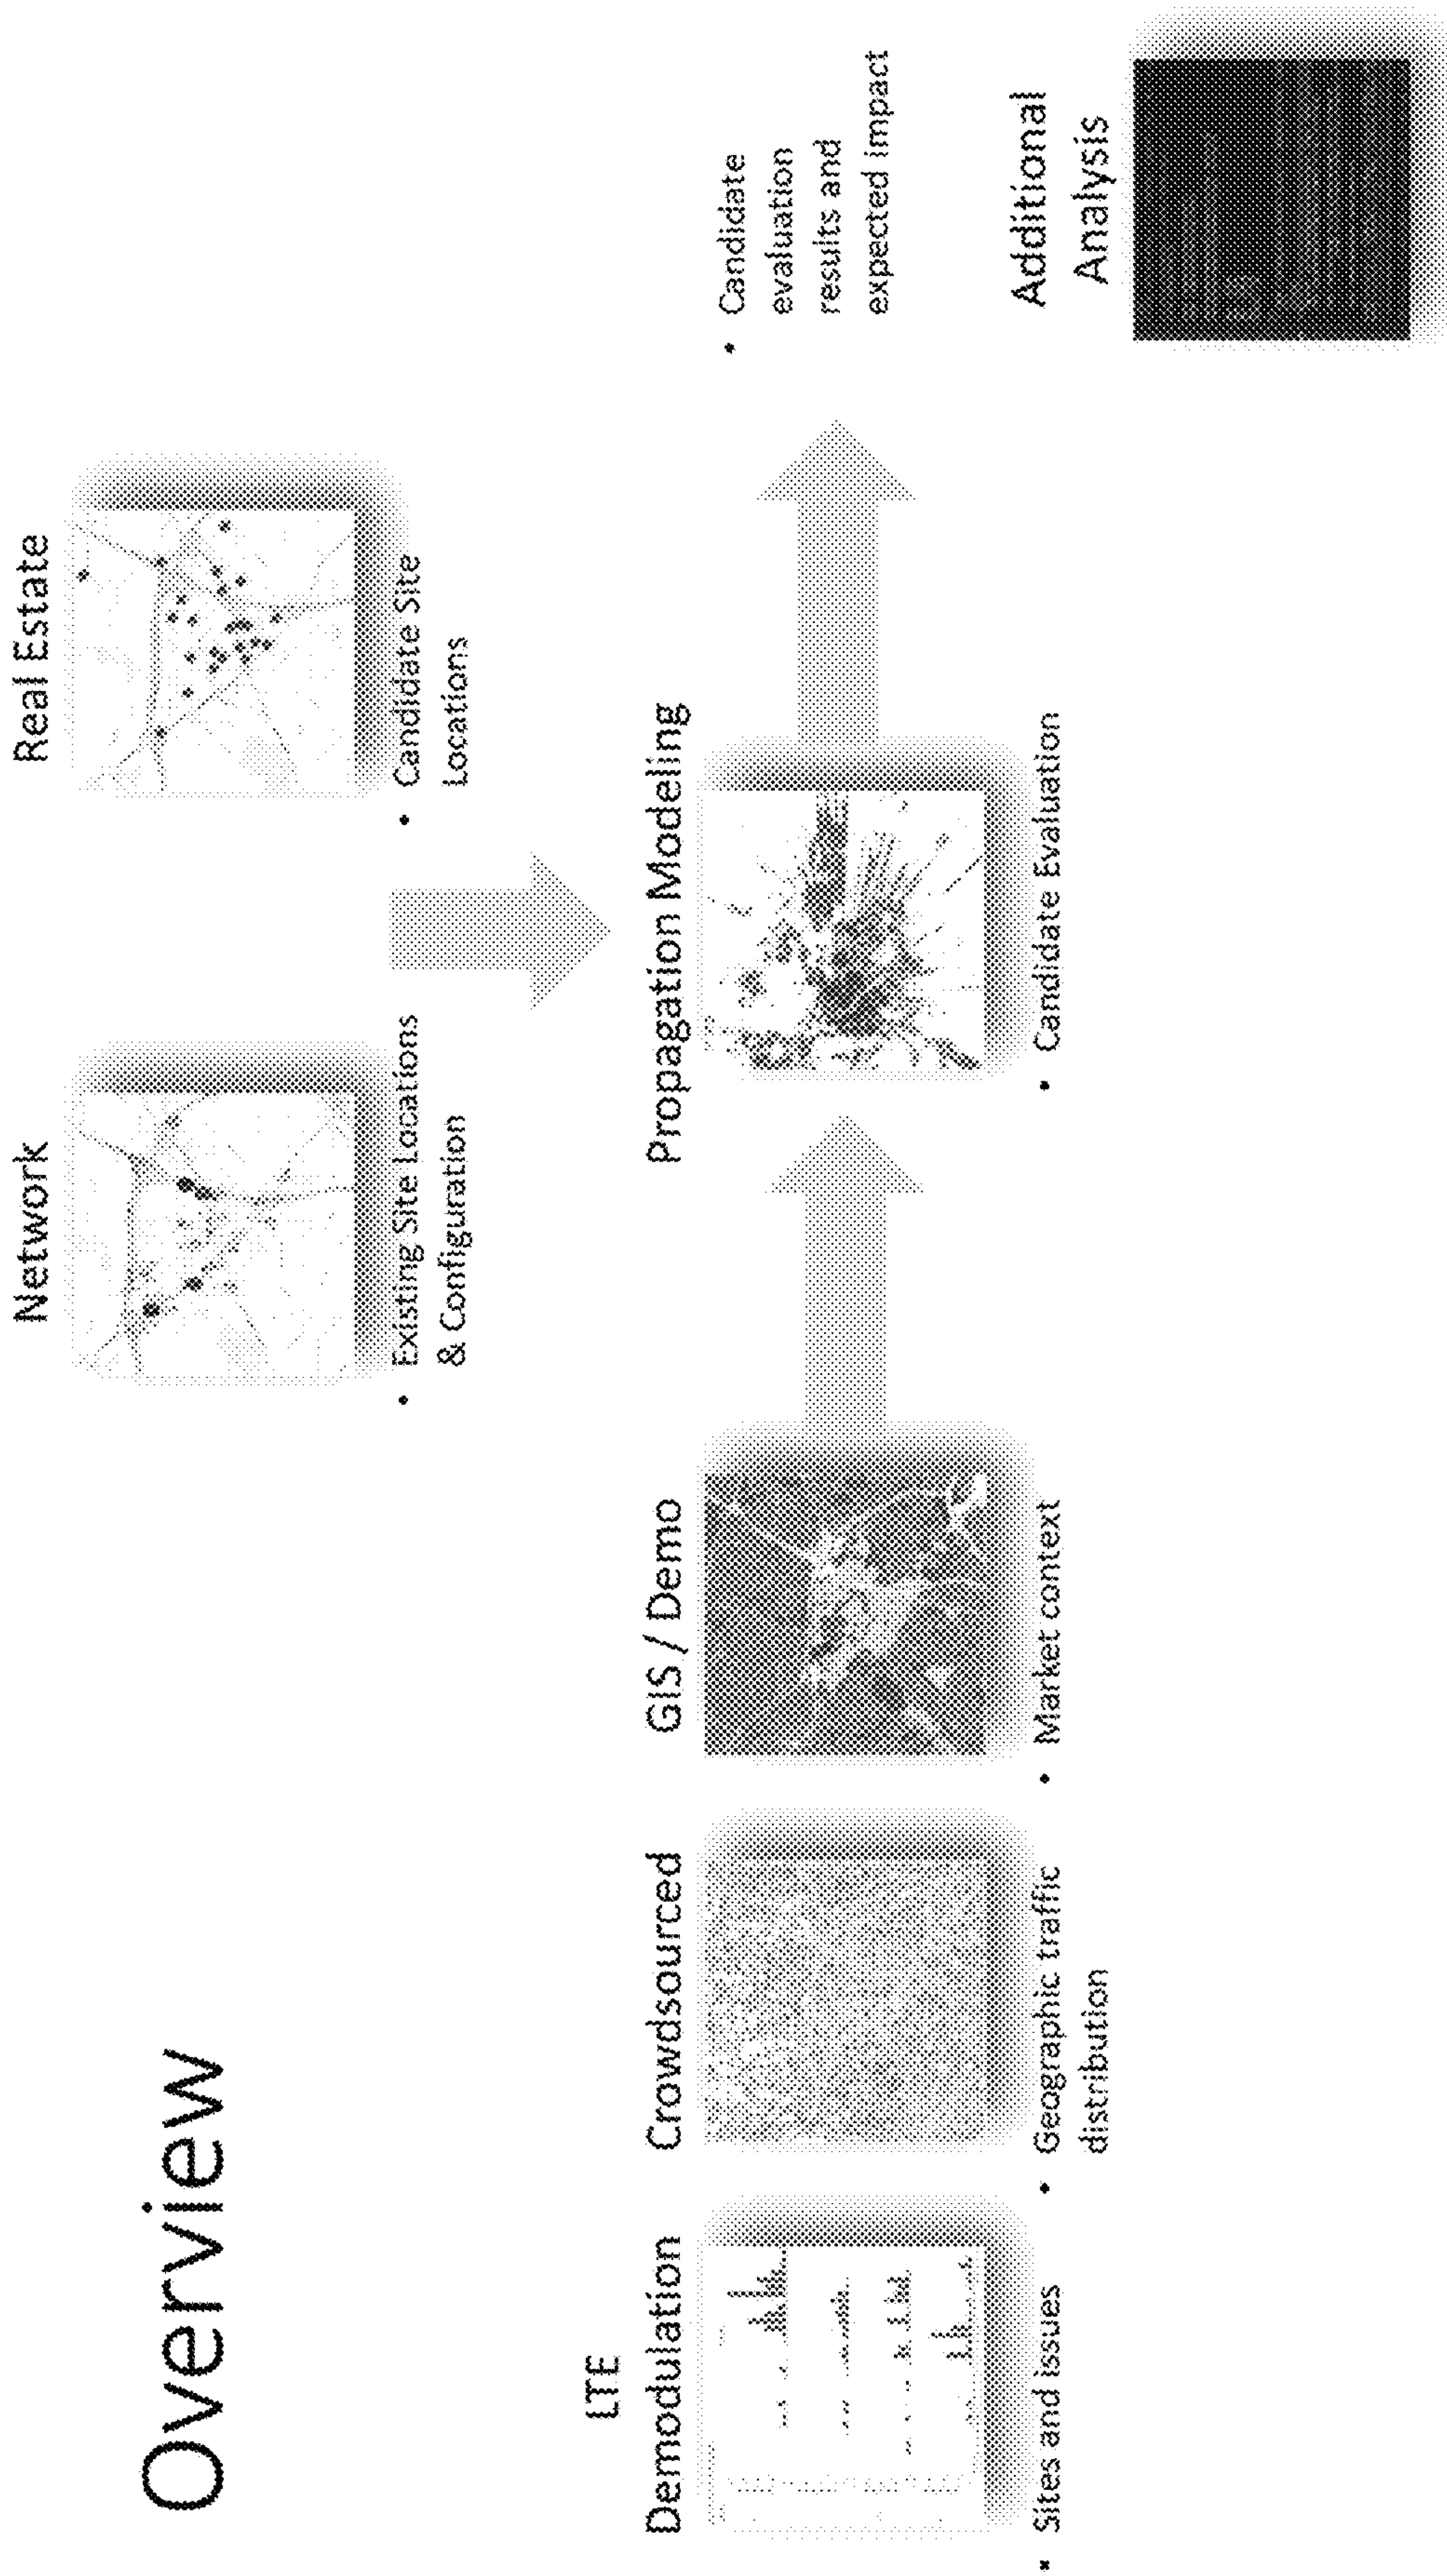 Overview
Network
• Existing Site Locations
& Configuration
Real Estate
• Candidate Site
Locations
LTE
Demodulation
• Sites and issues
Crowdsourced
• Geographic traffic
distribution
GIS / Demo
• Market context
Propagation Modeling
• Candidate Evaluation
• Candidate
evaluation
results and
expected impact
Additional
Analysis